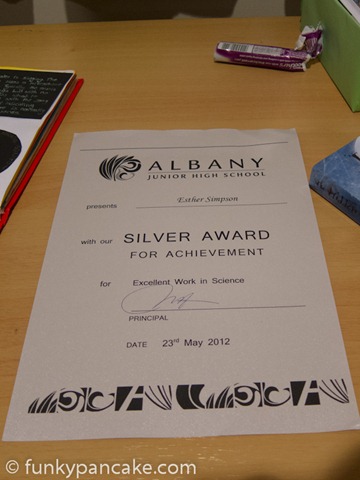 ALBANY
JUNIOR HIGH SCHOOL
presents Esther Simpson
with our SILVER AWARD
FOR ACHIEVEMENT
for Excellent Work in Science
PRINCIPAL
DATE 23rd May 2012
© funkypancake.com